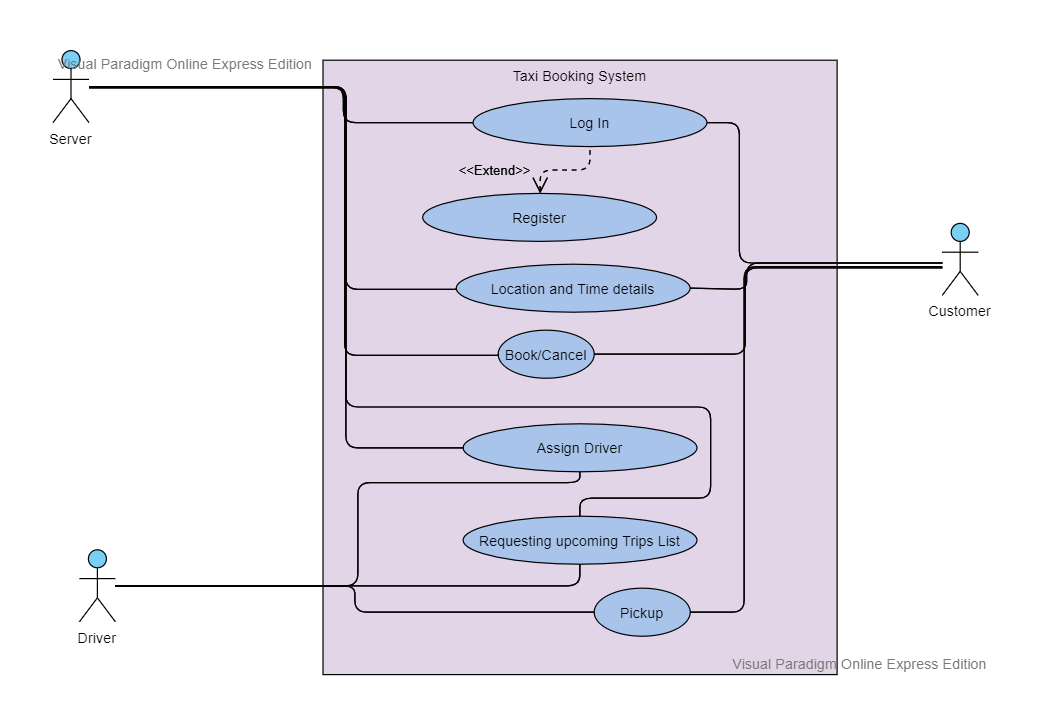 Visual Paradigm Online Express Edition
Taxi Booking System
Server
Log In
<<Extend>>
Register
Location and Time details
Customer
Book/Cancel
Assign Driver
Requesting upcoming Trips List
Pickup
Driver
Visual Paradigm Online Express Edition